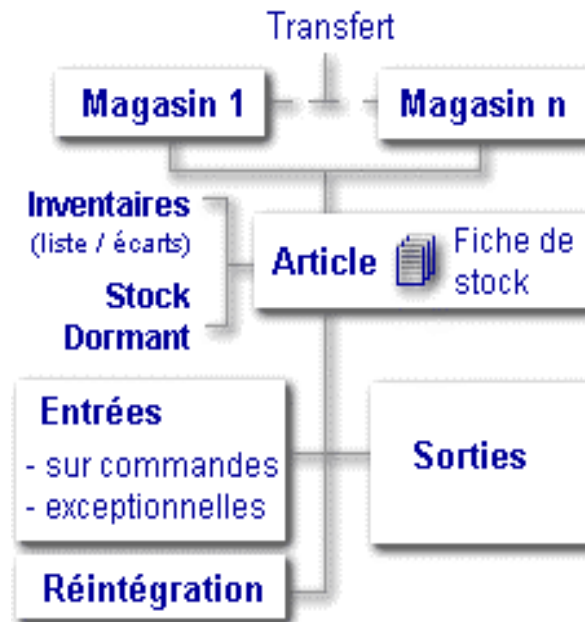 Transfert
Magasin 1
Magasin n
Inventaires
(liste / écarts)
Stock
Dormant
Article
Fiche de
stock
Entrées
- sur commandes
- exceptionnelles
Sorties
Réintégration